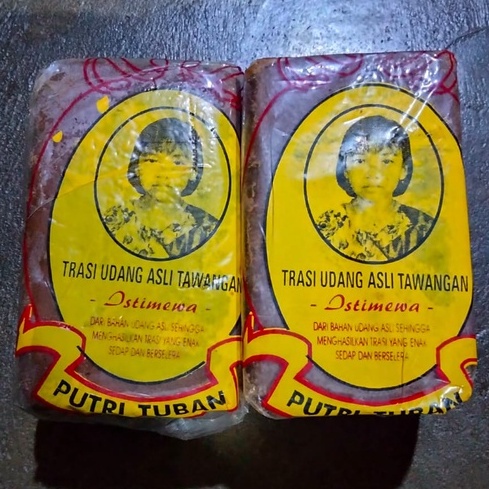 TRASI UDANG ASLI TAWANGAN
- Istimewa -
DARI BAHAN UDANG ASLI SEHINGGA
MENGHASILKAN TRASI YANG ENAK
SEDAP DAN BERSELERA
PUTRI TUBAN
TRASI UDANG ASLI TAWANGAN
- Istimewa -
DARI BAHAN UDANG ASLI SEHINGGA
MENGHASILKAN TRASI YANG ENAK
SEDAP DAN BERSELERA
PUTRI TUBAN